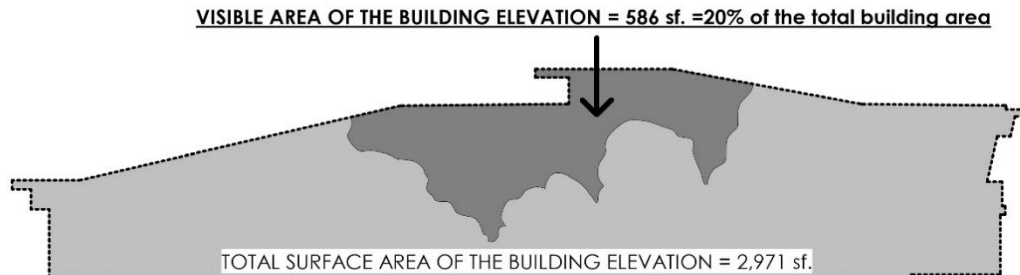 VISIBLE AREA OF THE BUILDING ELEVATION = 586 sf. =20% of the total building area
TOTAL SURFACE AREA OF THE BUILDING ELEVATION = 2,971 sf.